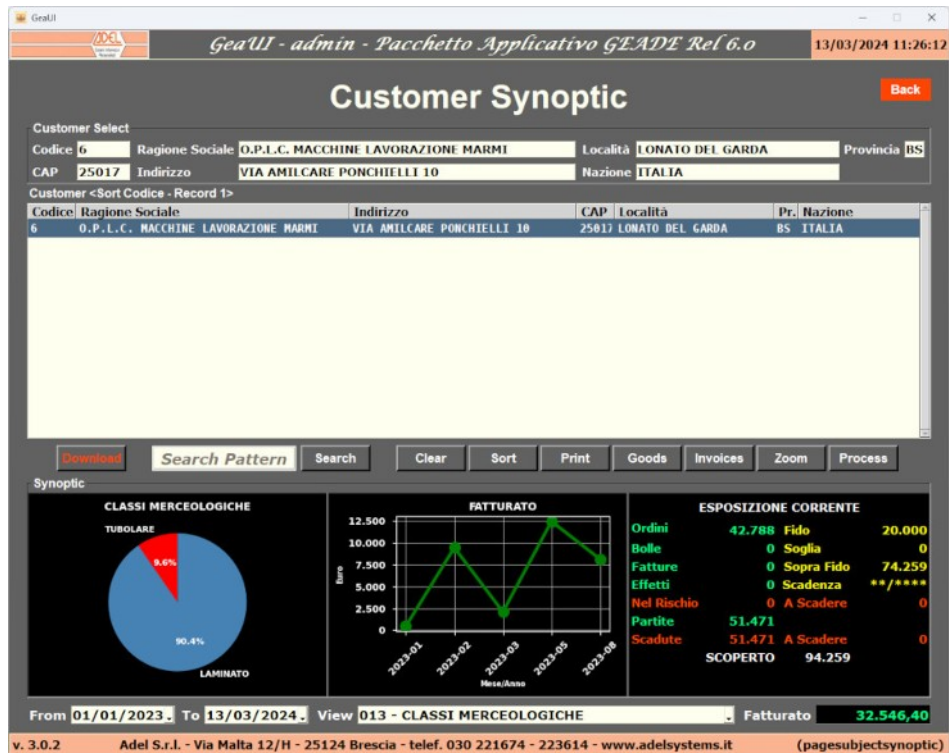 GeaUI
ADEL
GeaUI - admin - Pacchetto Applicativo GEADE Rel 6.0
13/03/2024 11:26:12
Customer Synoptic
Back
Customer Select
Codice 6 Ragione Sociale O.P.L.C. MACCHINE LAVORAZIONE MARMI Località LONATO DEL GARDA Provincia BS
CAP 25017 Indirizzo VIA AMILCARE PONCHIELLI 10 Nazione ITALIA
Customer <Sort Codice - Record 1>
Codice Ragione Sociale Indirizzo CAP Località Pr. Nazione
6 O.P.L.C. MACCHINE LAVORAZIONE MARMI VIA AMILCARE PONCHIELLI 10 25017 LONATO DEL GARDA BS ITALIA
Download Search Pattern Search Clear Sort Print Goods Invoices Zoom Process
Synoptic
CLASSI MERCEOLOGICHE
TUBOLARE
9.6%
90.4%
LAMINATO
FATTURATO
12.500
10.000
7.500
5.000
2.500
0
Euro
2023-01 2023-02 2023-03 2023-05 2023-08
Mese/Anno
ESPOSIZIONE CORRENTE
Ordini 42.788 Fido 20.000
Bolle 0 Soglia 0
Fatture 0 Sopra Fido 74.259
Effetti 0 Scadenza **/****
Nel Rischio 0 A Scadere 0
Partite 51.471
Scadute 51.471 A Scadere 0
SCOPERTO 94.259
From 01/01/2023 To 13/03/2024 View 013 - CLASSI MERCEOLOGICHE Fatturato 32.546,40
v. 3.0.2 Adel S.r.l. - Via Malta 12/H - 25124 Brescia - telef. 030 221674 - 223614 - www.adelsystems.it (pagesubjectsynoptic)